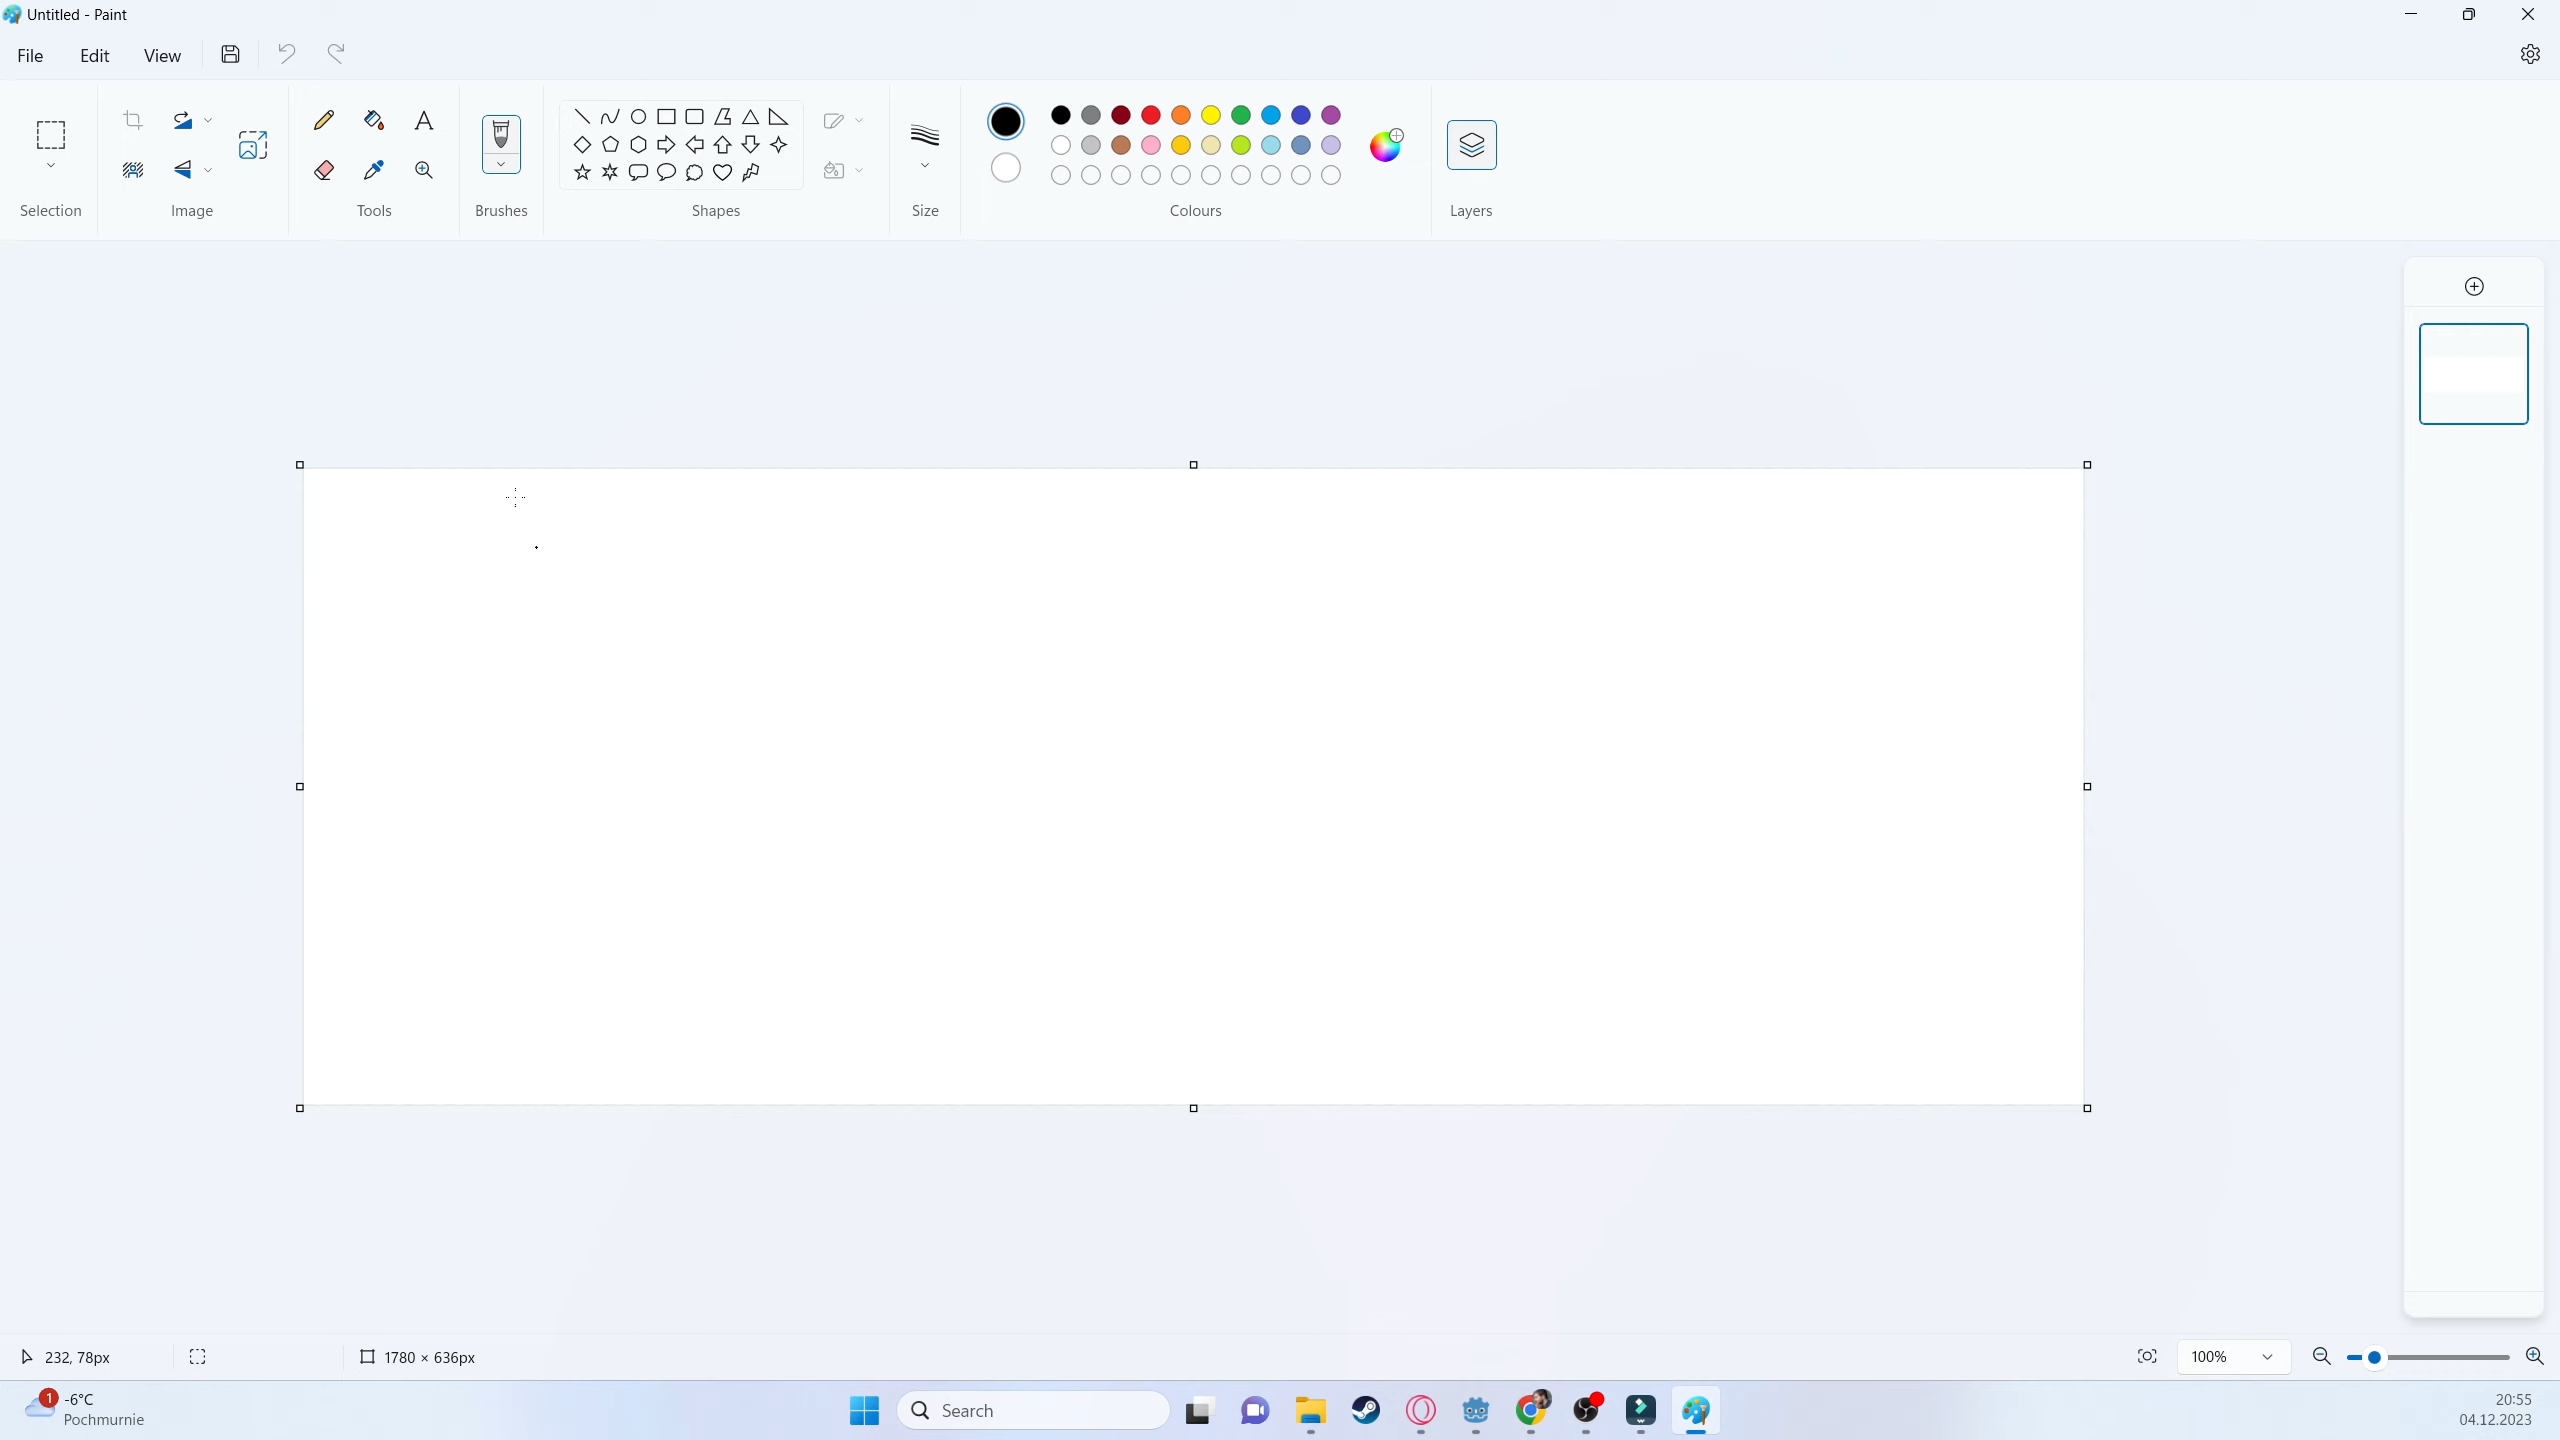 Untitled - Paint
File Edit View
Selection Image Tools Brushes Shapes Size Colours Layers
232, 78px 1780 × 636px 100%
1 -6°C
Pochmurnie
Search
20:55
04.12.2023